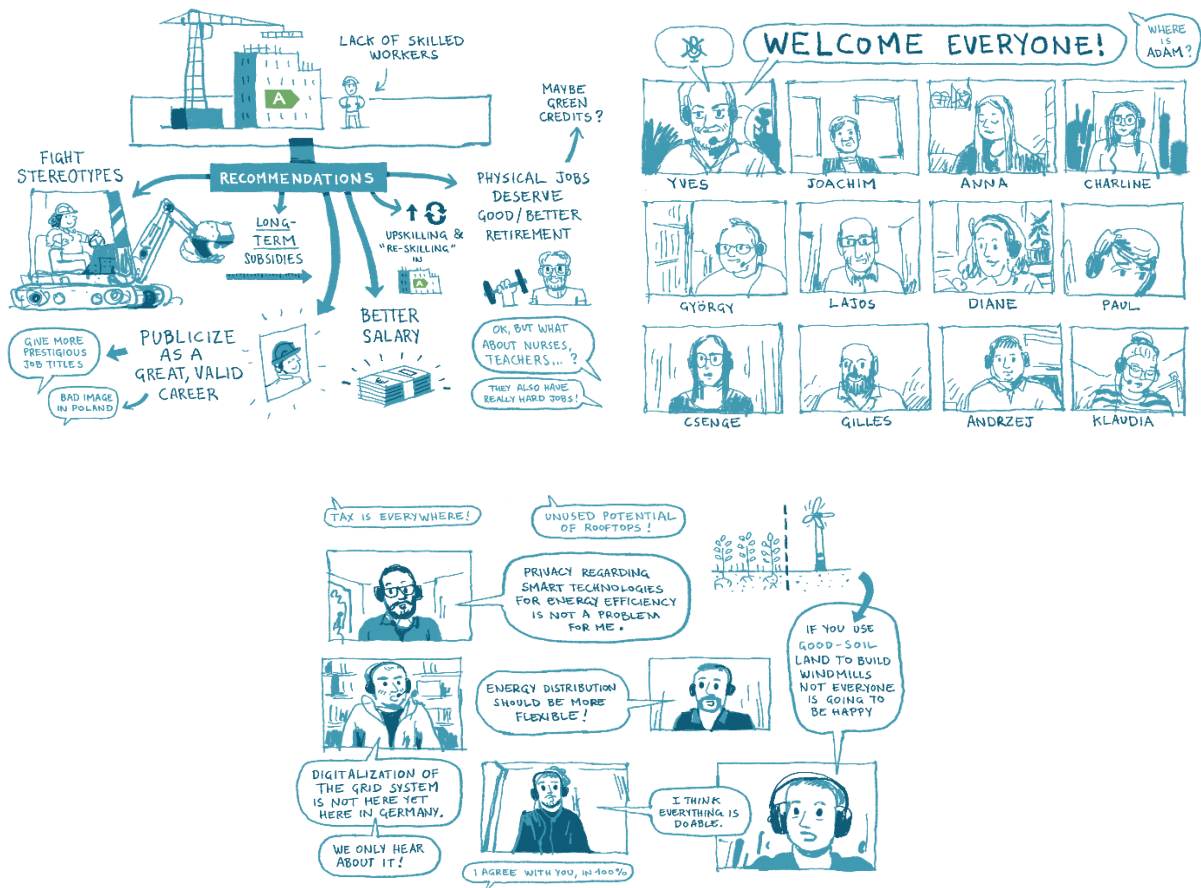 LACK OF SKILLED
WORKERS
A
RECOMMENDATIONS
FIGHT
STEREOTYPES
LONG-
TERM
SUBSIDIES
UPSKILLING &
"RE-SKILLING"
IN
A
PHYSICAL JOBS
DESERVE
GOOD/BETTER
RETIREMENT
MAYBE
GREEN
CREDITS?
BETTER
SALARY
PUBLICIZE
AS A
GREAT, VALID
CAREER
GIVE MORE
PRESTIGIOUS
JOB TITLES
BAD IMAGE
IN POLAND
OK, BUT WHAT
ABOUT NURSES,
TEACHERS... ?
THEY ALSO HAVE
REALLY HARD JOBS!
WELCOME EVERYONE!
WHERE
IS
ADAM?
YVES
JOACHIM
ANNA
CHARLINE
GYÖRGY
LAJOS
DIANE
PAUL
CSENGE
GILLES
ANDRZEJ
KLAUDIA
TAX IS EVERYWHERE!
UNUSED POTENTIAL
OF ROOFTOPS!
PRIVACY REGARDING
SMART TECHNOLOGIES
FOR ENERGY EFFICIENCY
IS NOT A PROBLEM
FOR ME.
IF YOU USE
GOOD-SOIL
LAND TO BUILD
WINDMILLS
NOT EVERYONE
IS GOING TO
BE HAPPY
ENERGY DISTRIBUTION
SHOULD BE MORE
FLEXIBLE!
DIGITALIZATION OF
THE GRID SYSTEM
IS NOT HERE YET
HERE IN GERMANY.
WE ONLY HEAR
ABOUT IT!
I THINK
EVERYTHING IS
DOABLE.
I AGREE WITH YOU, IN 100%